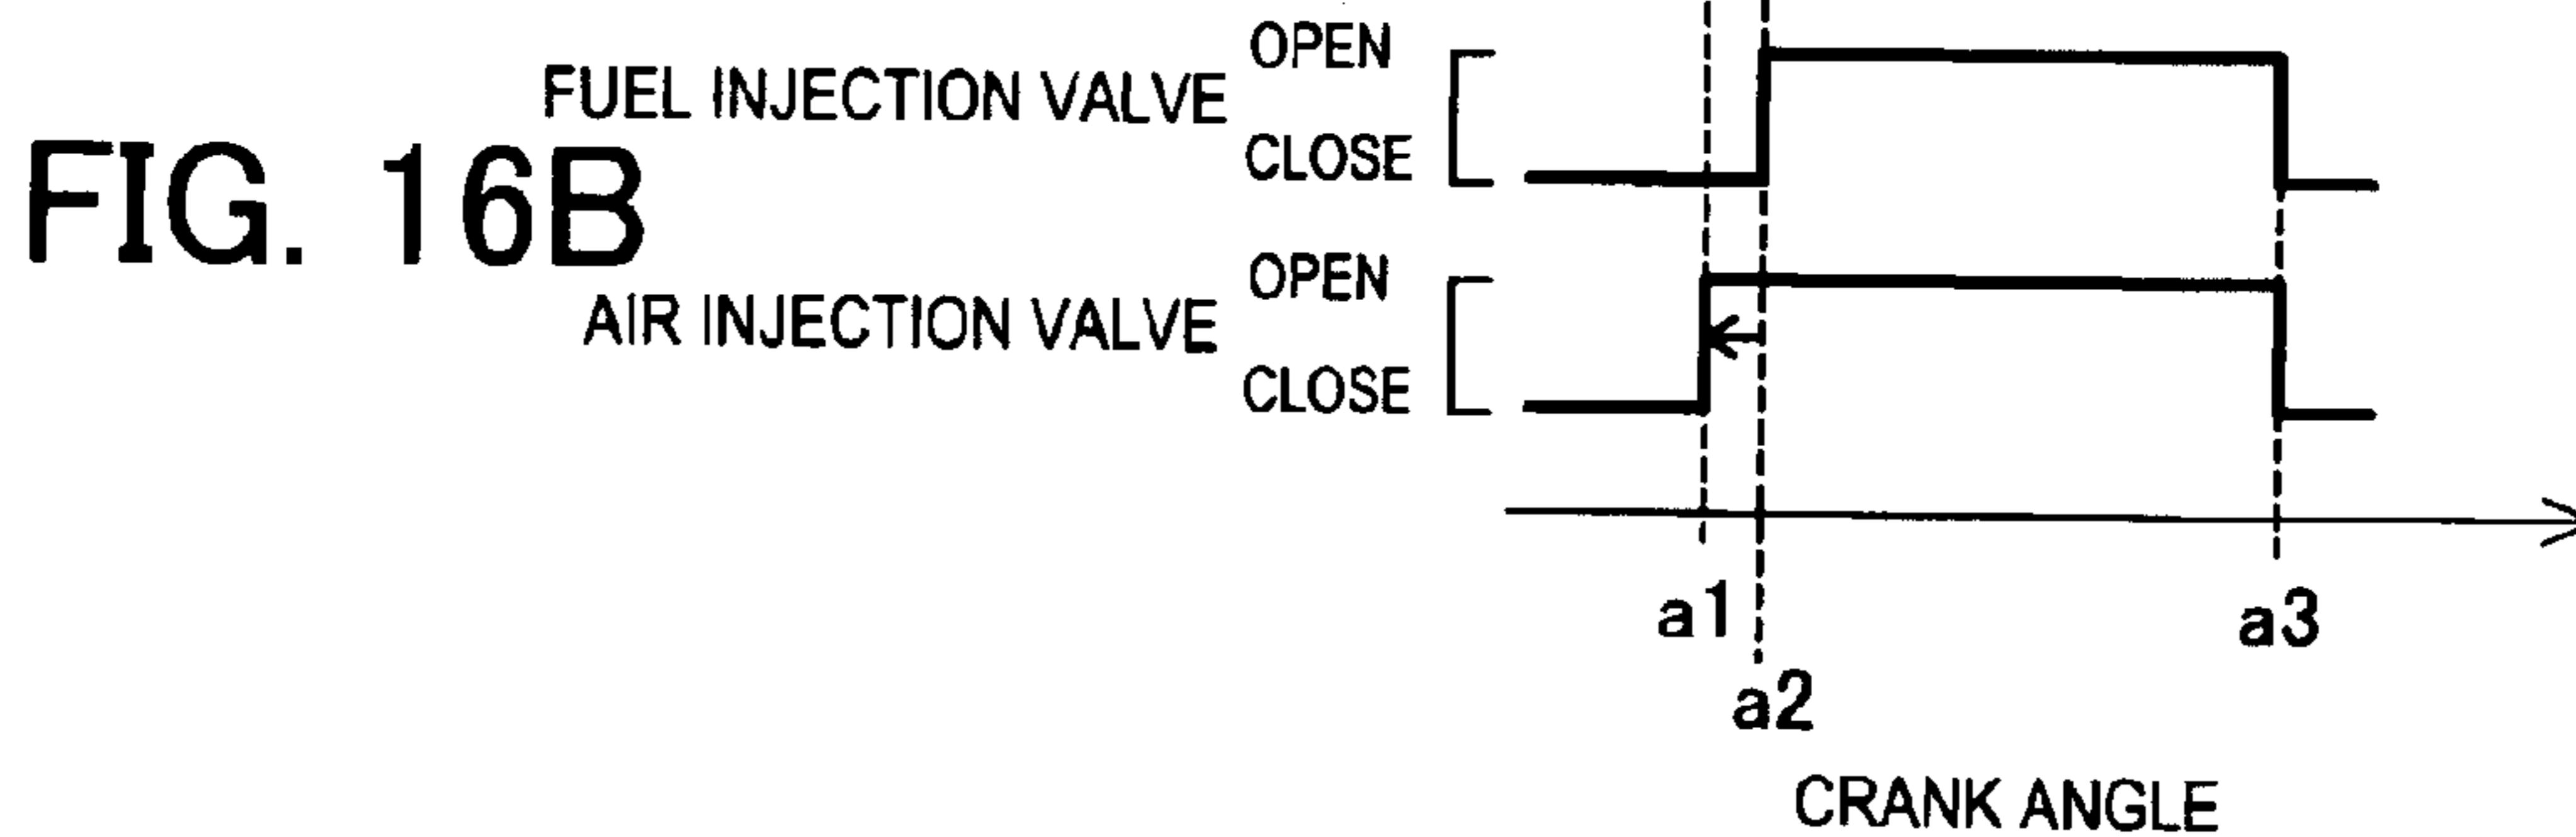 FIG. 16B
FUEL INJECTION VALVE
OPEN
CLOSE
AIR INJECTION VALVE
OPEN
CLOSE
a1
a2
a3
CRANK ANGLE